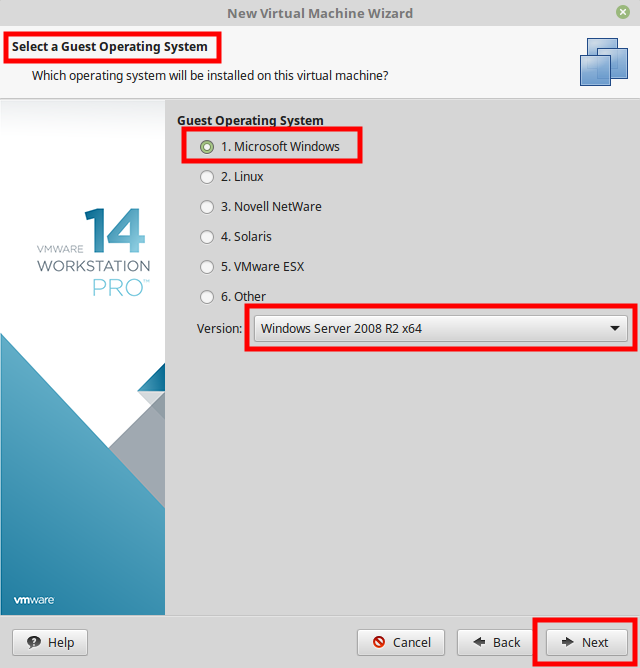 New Virtual Machine Wizard
Select a Guest Operating System
Which operating system will be installed on this virtual machine?
Guest Operating System
1. Microsoft Windows
2. Linux
3. Novell NetWare
4. Solaris
5. VMware ESX
6. Other
Version: Windows Server 2008 R2 x64
VMWARE 14
WORKSTATION
PRO™
vmware
Help
Cancel
Back
Next